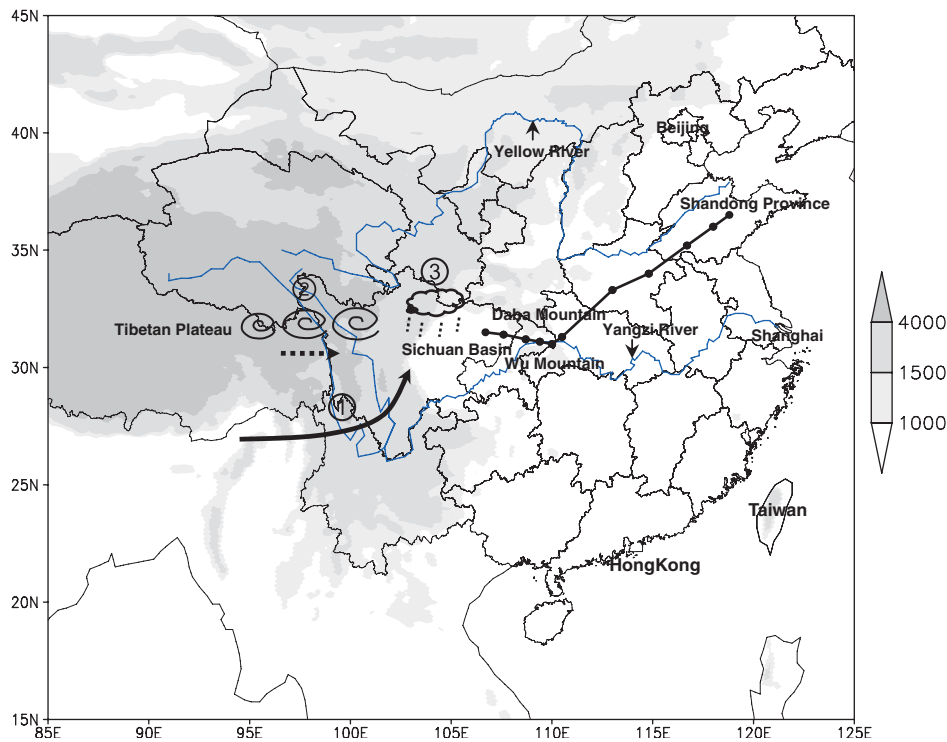 45N
40N
35N
30N
25N
20N
15N
85E
90E
95E
100E
105E
110E
115E
120E
125E
Beijing
Yellow River
Shandong Province
③
②
Tibetan Plateau
Daba Mountain
Yangzi River
Shanghai
Sichuan Basin
Wu Mountain
①
Taiwan
HongKong
4000
1500
1000